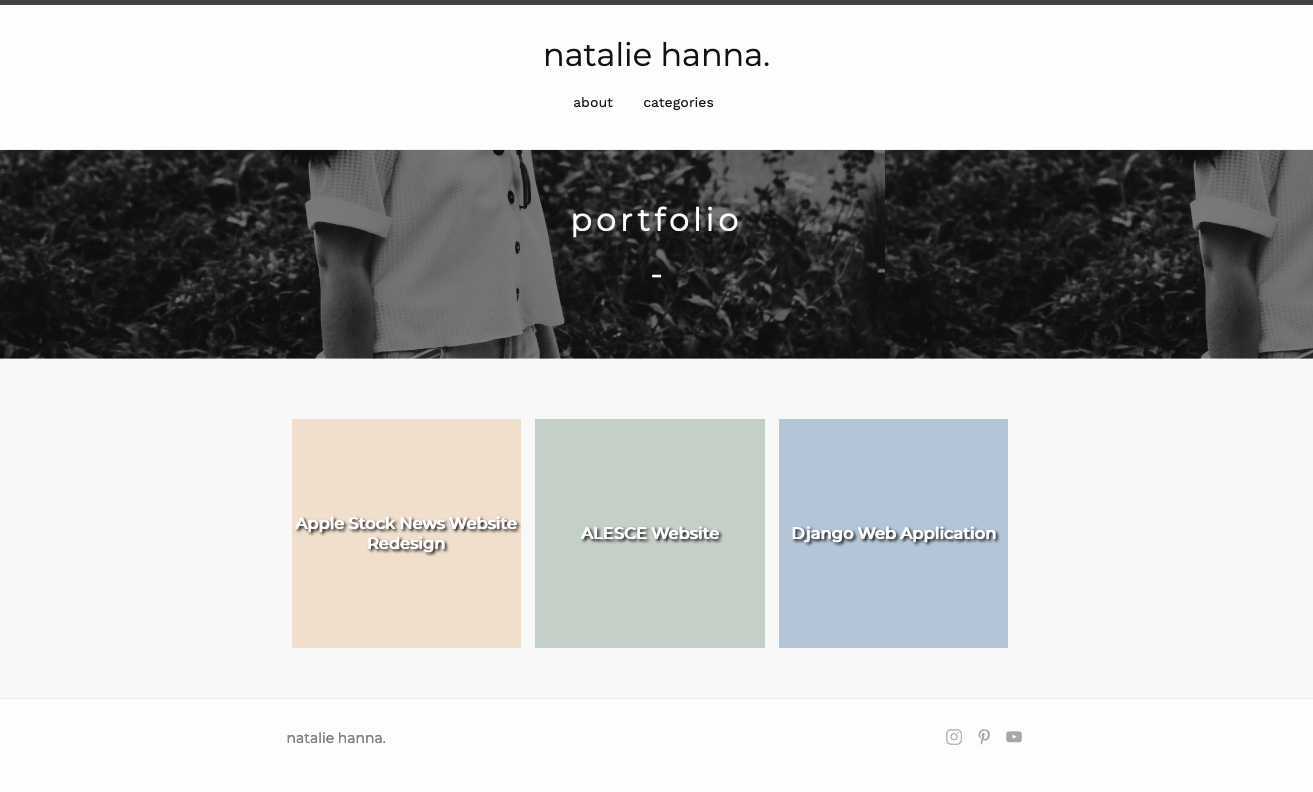 natalie hanna.
about categories
portfolio
-
Apple Stock News Website
Redesign
ALESCE Website
Django Web Application
natalie hanna.